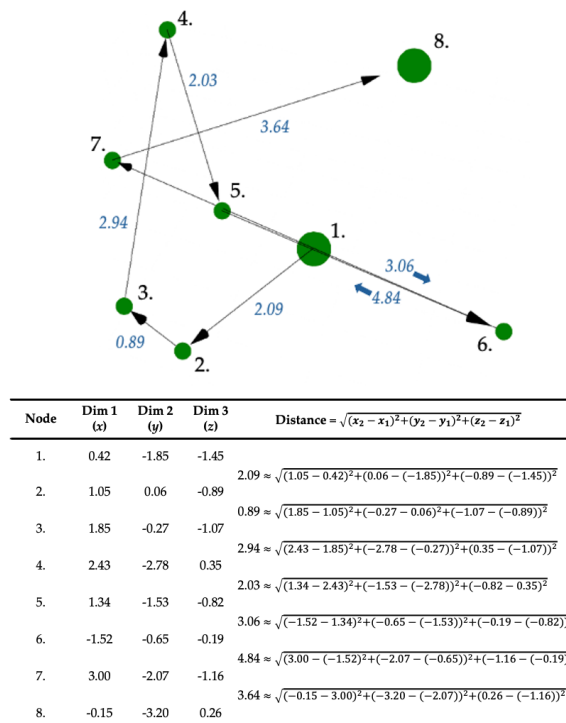 4.
8.
2.03
3.64
7.
5.
2.94
1.
3.06
4.84
3.
2.09
0.89
6.
2.
Node Dim 1 (x) Dim 2 (y) Dim 3 (z) Distance = √(x₂ − x₁)²+(y₂ − y₁)²+(z₂ − z₁)²
1. 0.42 -1.85 -1.45
2.09 ≈ √(1.05 − 0.42)²+(0.06 − (−1.85))²+(−0.89 − (−1.45))²
2. 1.05 0.06 -0.89
0.89 ≈ √(1.85 − 1.05)²+(−0.27 − 0.06)²+(−1.07 − (−0.89))²
3. 1.85 -0.27 -1.07
2.94 ≈ √(2.43 − 1.85)²+(−2.78 − (−0.27))²+(0.35 − (−1.07))²
4. 2.43 -2.78 0.35
2.03 ≈ √(1.34 − 2.43)²+(−1.53 − (−2.78))²+(−0.82 − 0.35)²
5. 1.34 -1.53 -0.82
3.06 ≈ √(−1.52 − 1.34)²+(−0.65 − (−1.53))²+(−0.19 − (−0.82))
6. -1.52 -0.65 -0.19
4.84 ≈ √(3.00 − (−1.52)²+(−2.07 − (−0.65))²+(−1.16 − (−0.19)
7. 3.00 -2.07 -1.16
3.64 ≈ √(−0.15 − 3.00)²+(−3.20 − (−2.07))²+(0.26 − (−1.16))²
8. -0.15 -3.20 0.26